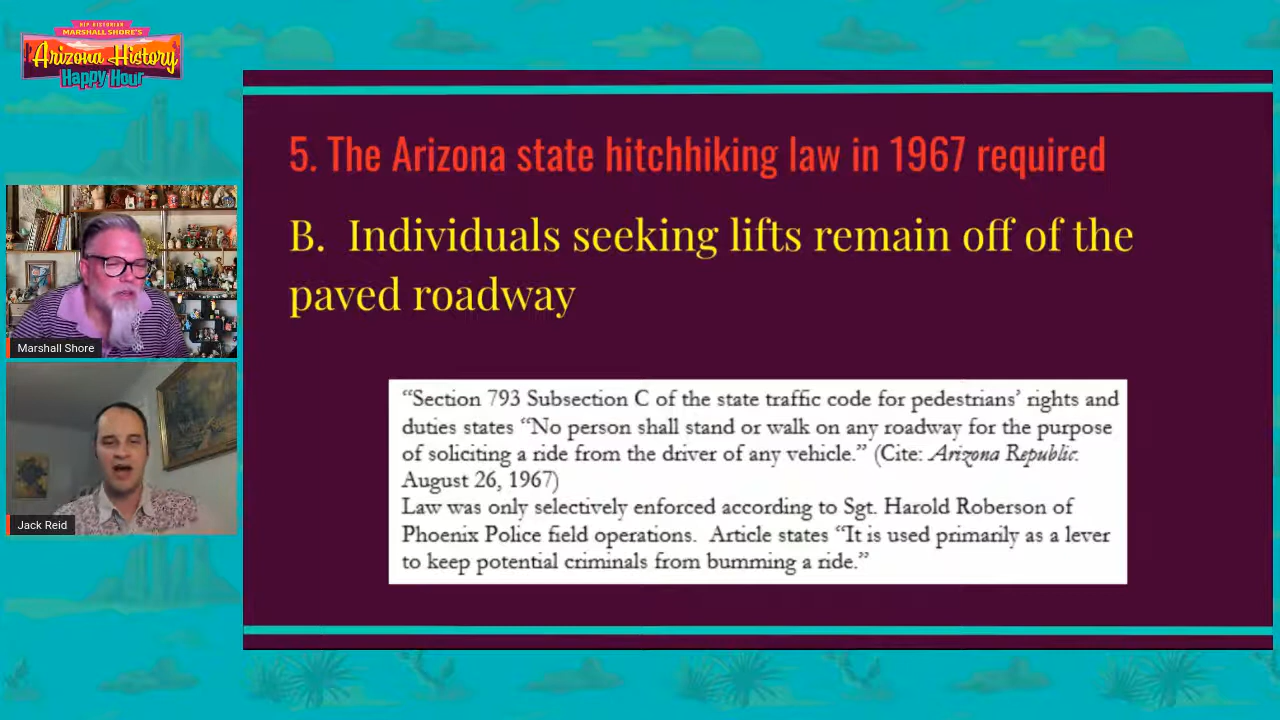 HIP HISTORIAN
MARSHALL SHORE'S
Arizona History
Happy Hour
5. The Arizona state hitchhiking law in 1967 required
B. Individuals seeking lifts remain off of the
paved roadway
“Section 793 Subsection C of the state traffic code for pedestrians’ rights and
duties states “No person shall stand or walk on any roadway for the purpose
of soliciting a ride from the driver of any vehicle.” (Cite: Arizona Republic.
August 26, 1967)
Law was only selectively enforced according to Sgt. Harold Roberson of
Phoenix Police field operations. Article states “It is used primarily as a lever
to keep potential criminals from bumming a ride.”
Marshall Shore
Jack Reid